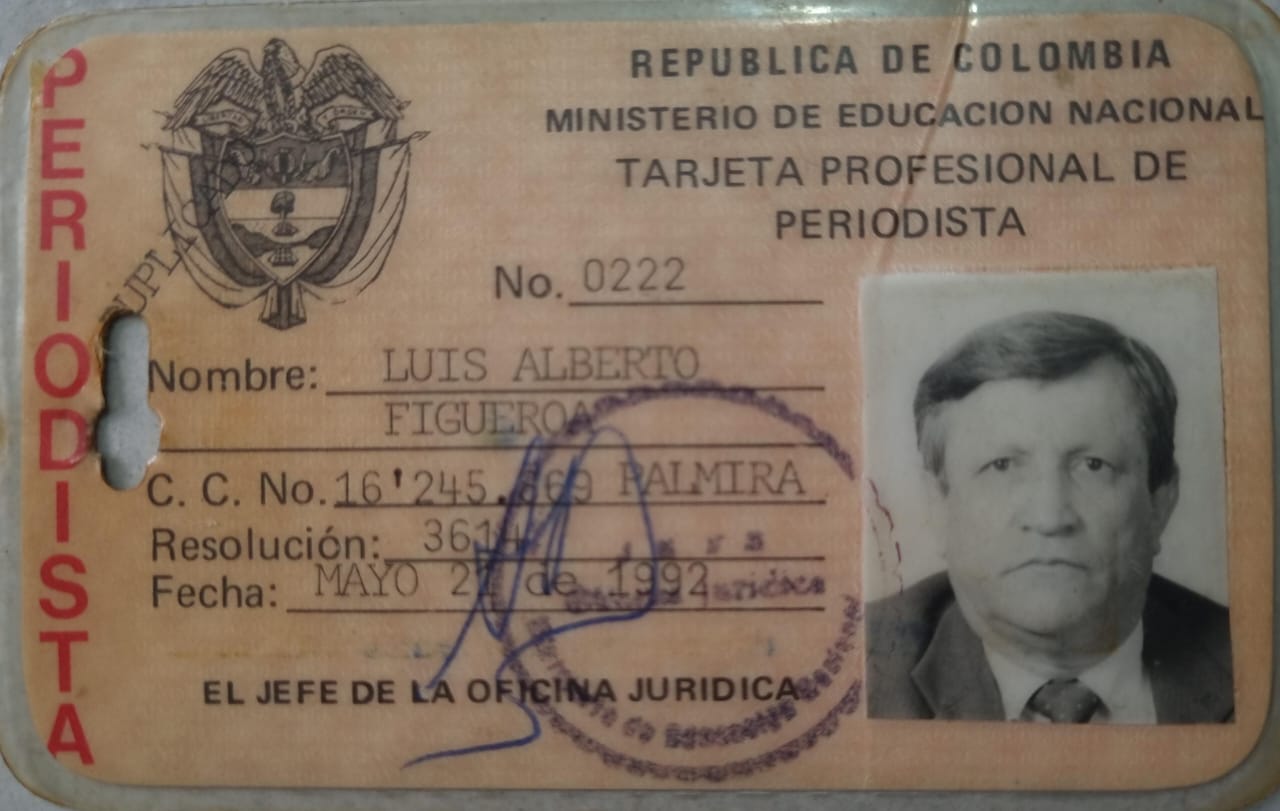 PERIODISTA
REPUBLICA DE COLOMBIA
MINISTERIO DE EDUCACION NACIONAL
TARJETA PROFESIONAL DE
PERIODISTA
No. 0222
Nombre: LUIS ALBERTO
FIGUEROA
C. C. No. 16'245. PALMIRA
Resolución:
Fecha: MAYO de 1992
EL JEFE DE LA OFICINA JURIDICA